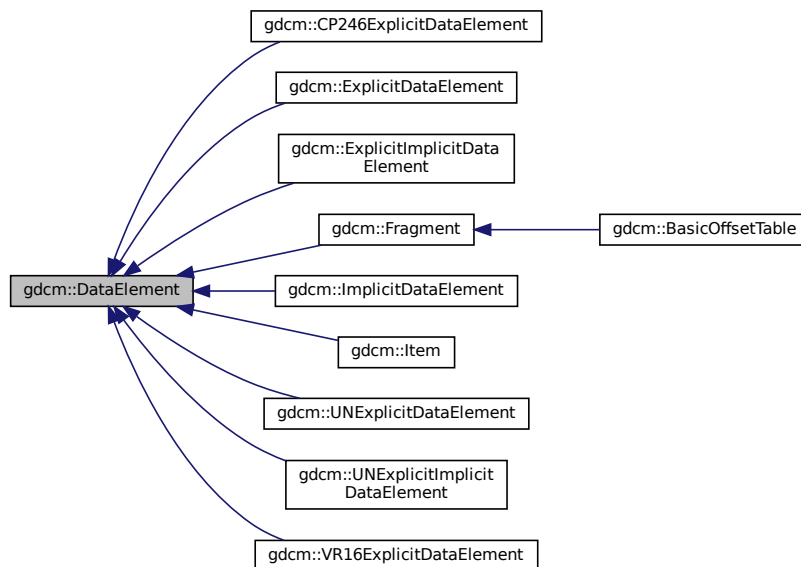 gdcm::CP246ExplicitDataElement
gdcm::ExplicitDataElement
gdcm::ExplicitImplicitData
Element
gdcm::Fragment
gdcm::BasicOffsetTable
gdcm::DataElement
gdcm::ImplicitDataElement
gdcm::Item
gdcm::UNExplicitDataElement
gdcm::UNExplicitImplicit
DataElement
gdcm::VR16ExplicitDataElement